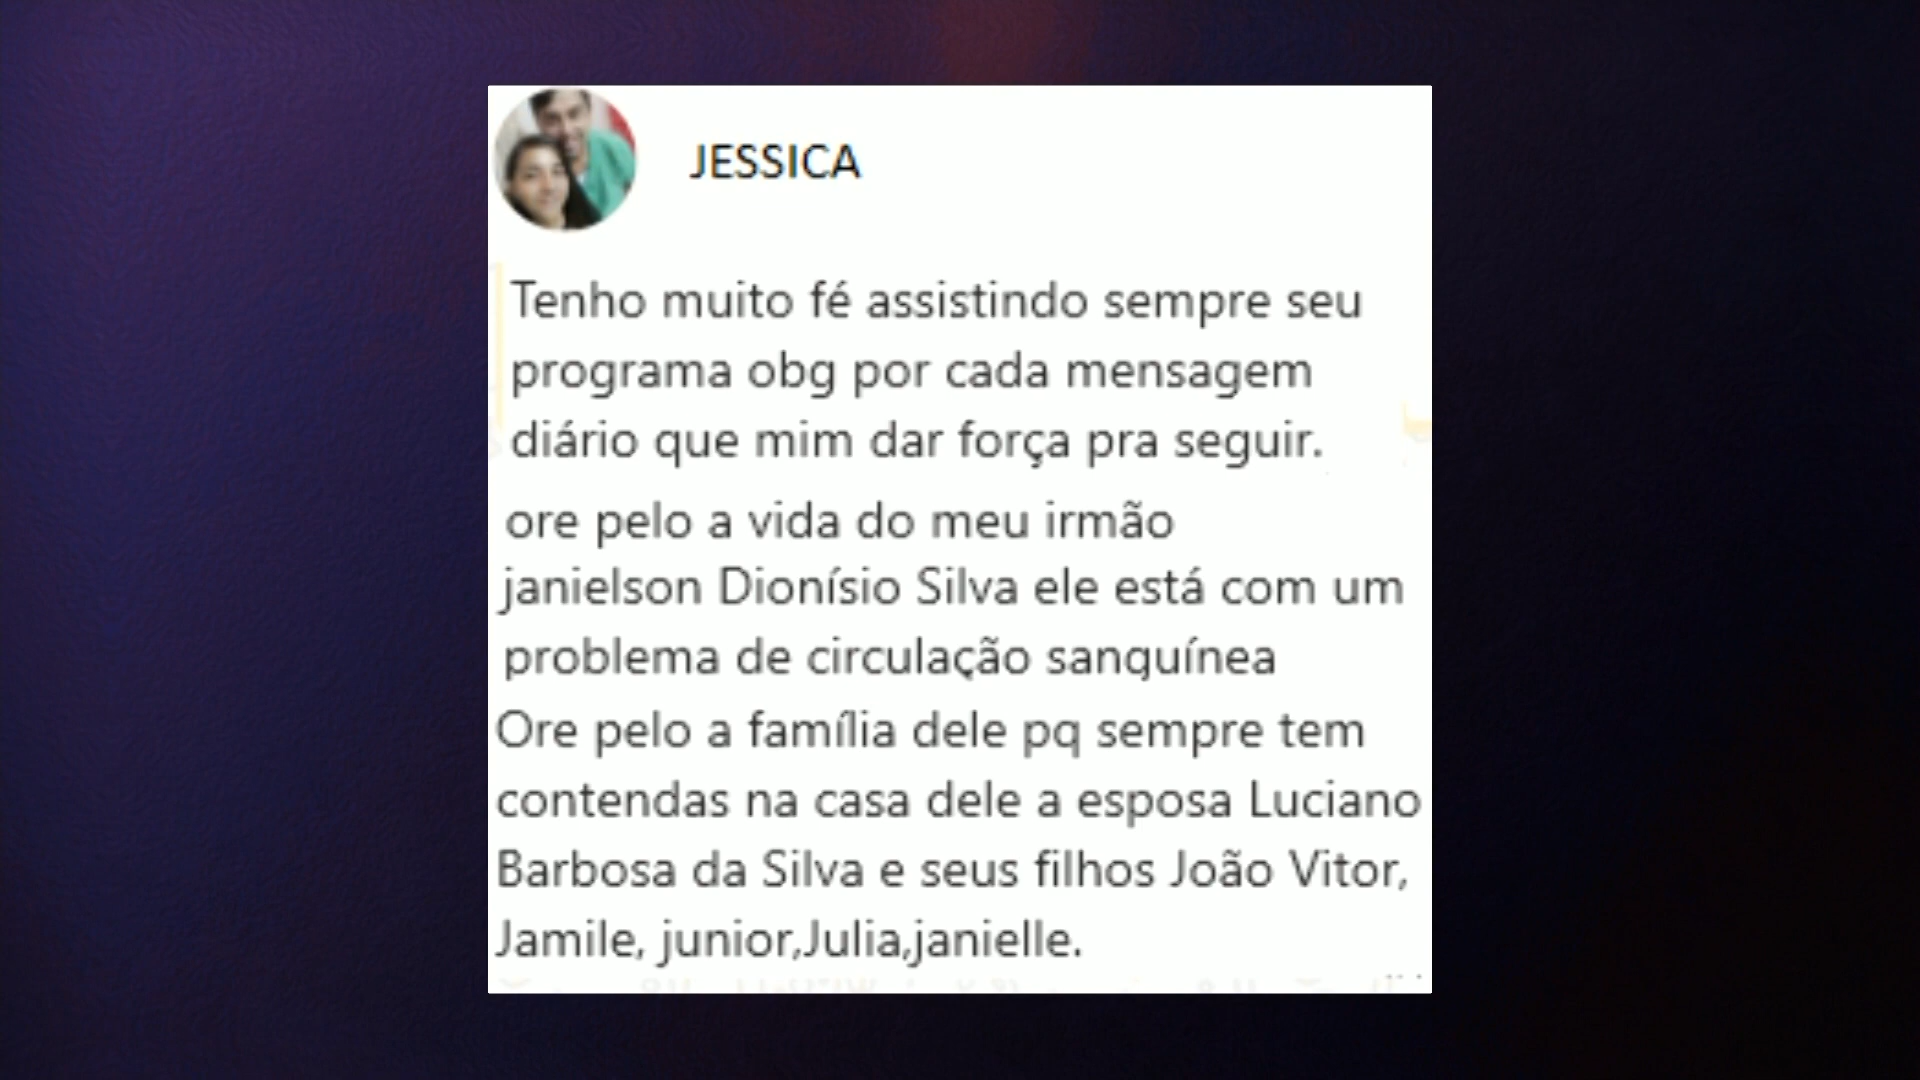 JESSICA
Tenho muito fé assistindo sempre seu
programa obg por cada mensagem
diário que mim dar força pra seguir.
ore pelo a vida do meu irmão
janielson Dionísio Silva ele está com um
problema de circulação sanguínea
Ore pelo a família dele pq sempre tem
contendas na casa dele a esposa Luciano
Barbosa da Silva e seus filhos João Vitor,
Jamile, junior,Julia,janielle.